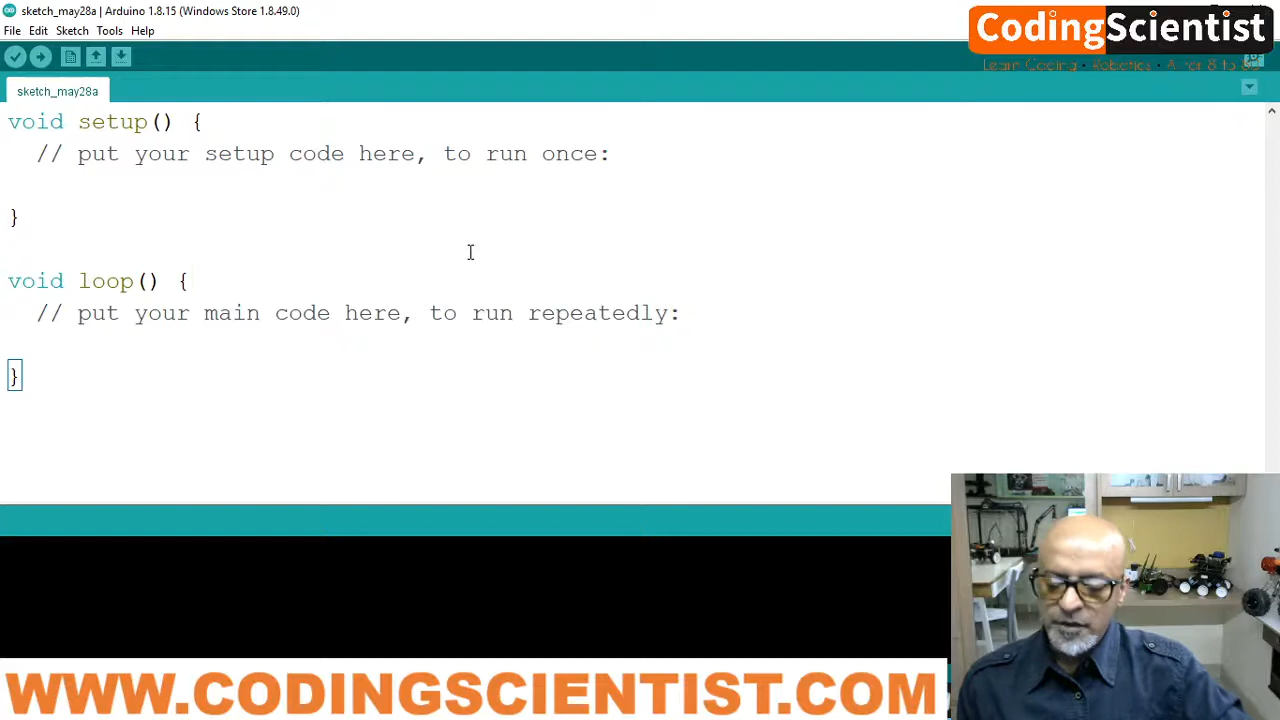 sketch_may28a | Arduino 1.8.15 (Windows Store 1.8.49.0)
File Edit Sketch Tools Help
CodingScientist
Learn Coding
sketch_may28a
void setup() {
  // put your setup code here, to run once:
}
void loop() {
  // put your main code here, to run repeatedly:
}
WWW.CODINGSCIENTIST.COM